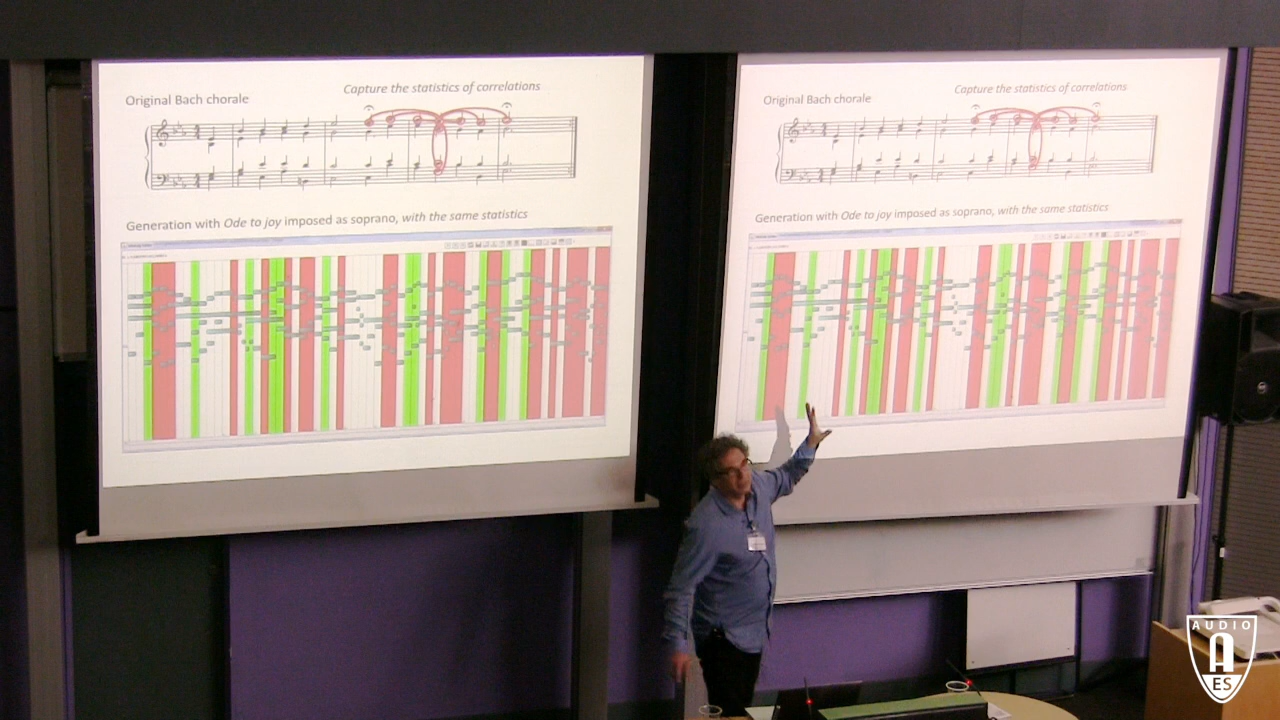 Capture the statistics of correlations
Original Bach chorale
Generation with Ode to joy imposed as soprano, with the same statistics
Capture the statistics of correlations
Original Bach chorale
Generation with Ode to joy imposed as soprano, with the same statistics
AUDIO
A
ES